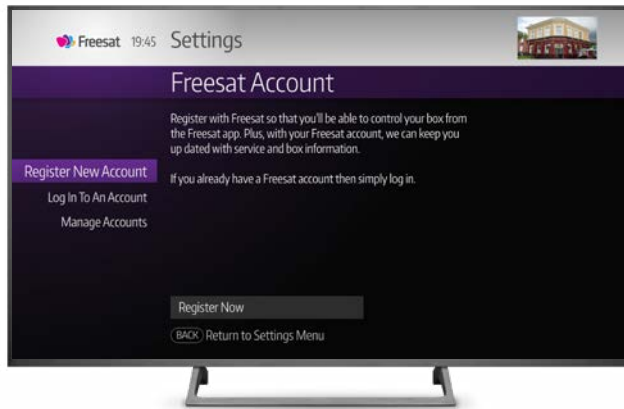 Freesat 19:45 Settings
Freesat Account
Register with Freesat so that you'll be able to control your box from
the Freesat app. Plus, with your Freesat account, we can keep you
up dated with service and box information.
Register New Account
If you already have a Freesat account then simply log in.
Log In To An Account
Manage Accounts
Register Now
BACK Return to Settings Menu